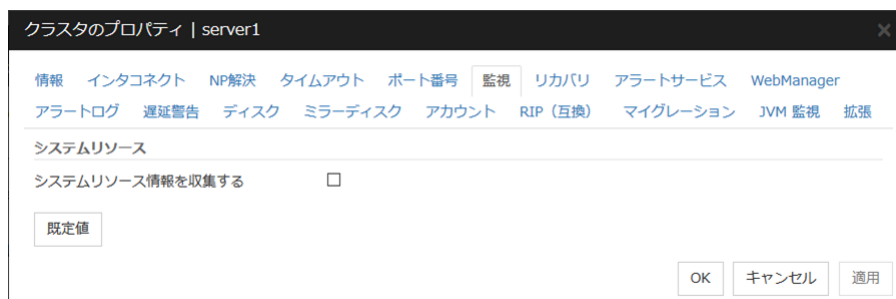 クラスタのプロパティ | server1
情報 インタコネクト NP解決 タイムアウト ポート番号 監視 リカバリ アラートサービス WebManager
アラートログ 遅延警告 ディスク ミラーディスク アカウント RIP（互換） マイグレーション JVM 監視 拡張
システムリソース
システムリソース情報を収集する
既定値
OK キャンセル 適用